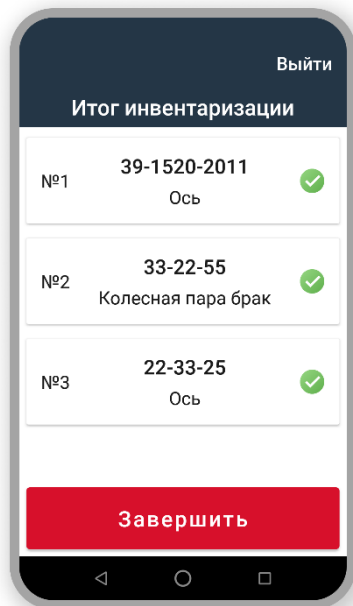 Выйти
Итог инвентаризации
39-1520-2011
№1
Ось
33-22-55
№2
Колесная пара брак
22-33-25
№3
Ось
Завершить